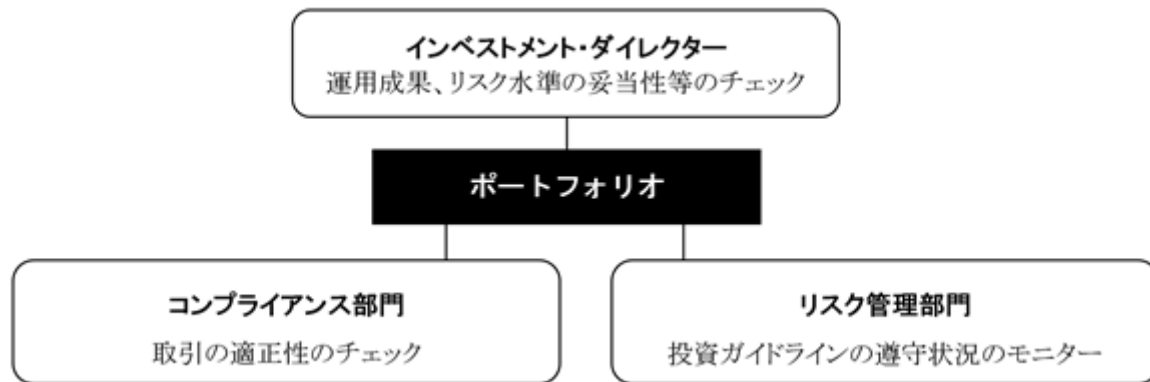 インベストメント・ダイレクター
運用成果、リスク水準の妥当性等のチェック
ポートフォリオ
コンプライアンス部門
取引の適正性のチェック
リスク管理部門
投資ガイドラインの遵守状況のモニター